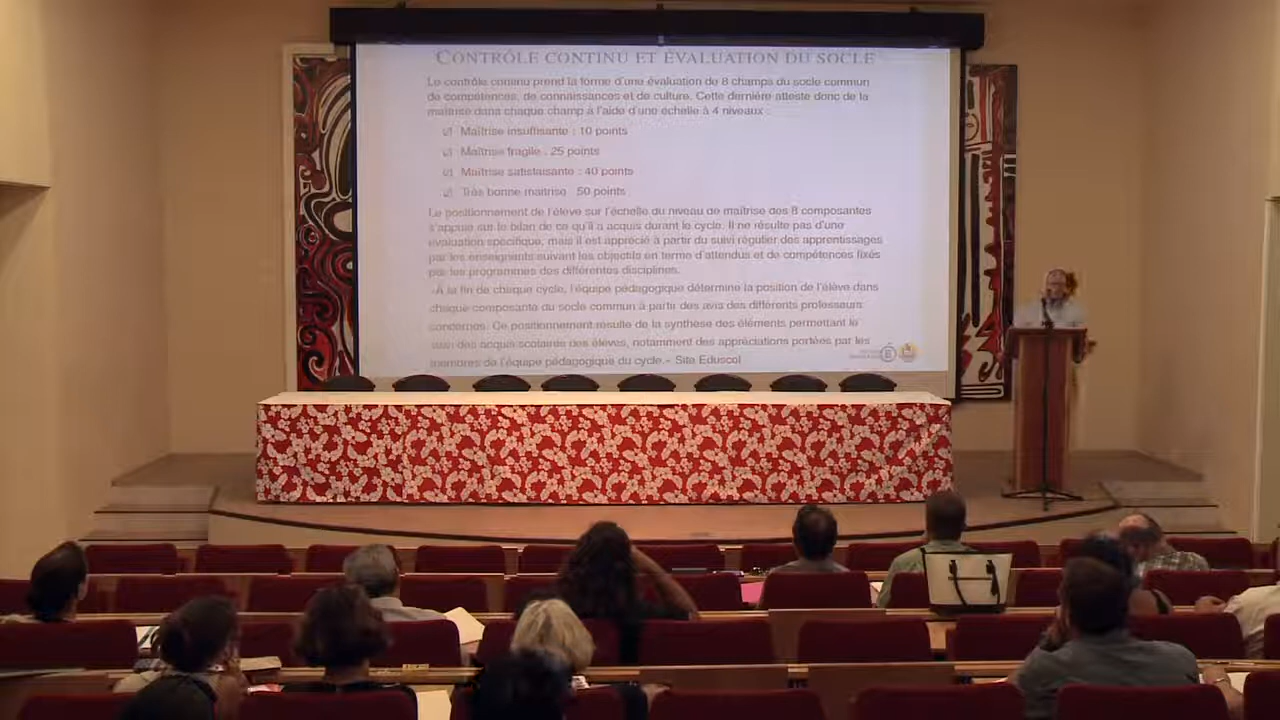 CONTRÔLE CONTINU ET ÉVALUATION DU SOCLE
Le contrôle continu prend la forme d'une évaluation de 8 champs du socle commun
de compétences, de connaissances et de culture. Cette dernière atteste donc de la
maîtrise dans chaque champ à l'aide d'une échelle à 4 niveaux :
Maîtrise insuffisante : 10 points
Maîtrise fragile : 25 points
Maîtrise satisfaisante : 40 points
Très bonne maîtrise : 50 points
Le positionnement de l'élève sur l'échelle du niveau de maîtrise des 8 composantes
s'appuie sur le bilan de ce qu'il a acquis durant le cycle. Il ne résulte pas d'une
évaluation spécifique, mais il est apprécié à partir du suivi régulier des apprentissages
par les enseignants suivant les objectifs en terme d'attendus et de compétences fixés
par les programmes des différentes disciplines.
«À la fin de chaque cycle, l'équipe pédagogique détermine la position de l'élève dans
chaque composante du socle commun à partir des avis des différents professeurs
concernés. Ce positionnement résulte de la synthèse des éléments permettant le
suivi des acquis scolaires des élèves, notamment des appréciations portées par les
membres de l'équipe pédagogique du cycle.» Site Eduscol